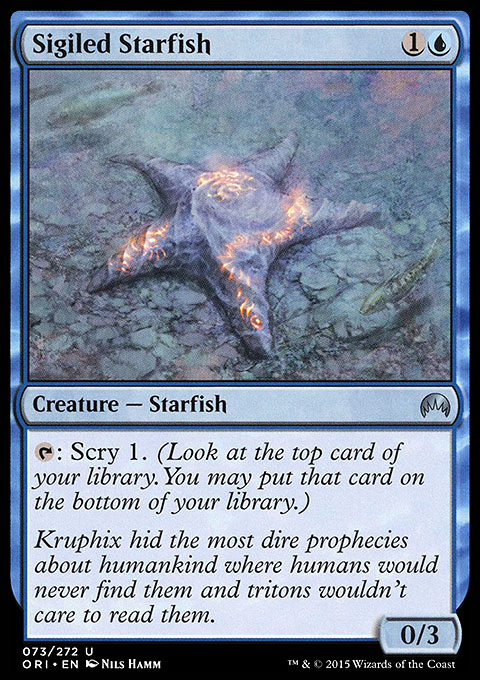 Sigiled Starfish 1
Creature — Starfish
: Scry 1. (Look at the top card of
your library. You may put that card on
the bottom of your library.)
Kruphix hid the most dire prophecies
about humankind where humans would
never find them and tritons wouldn't
care to read them.
0/3
073/272 U
ORI • EN Nils Hamm
™ & © 2015 Wizards of the Coast